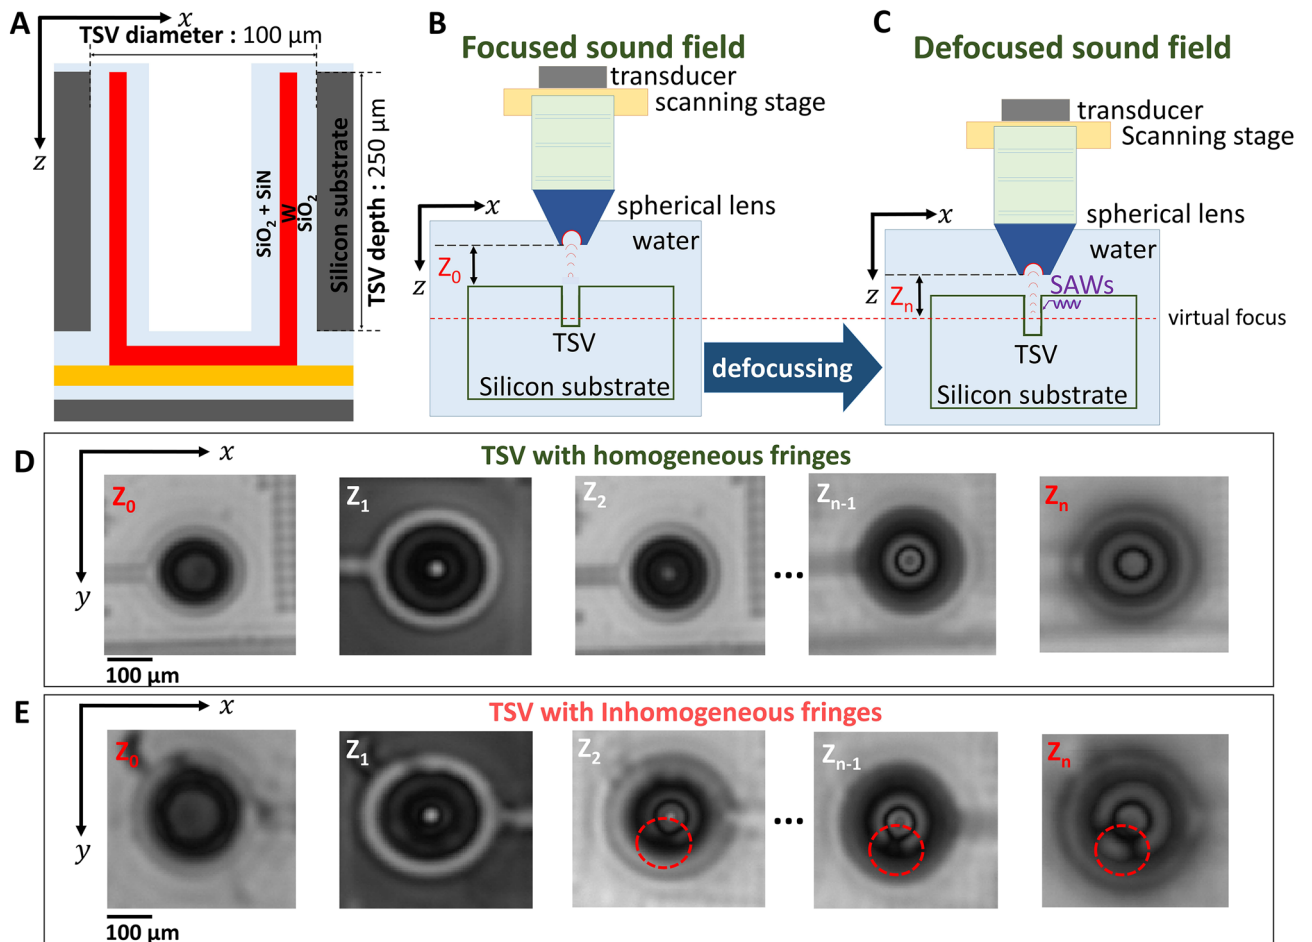 A
x
TSV diameter : 100 µm
z
SiO2 + SiN
W
SiO2
Silicon substrate
TSV depth : 250 µm
B
Focused sound field
transducer
scanning stage
x
spherical lens
water
Z0
z
TSV
Silicon substrate
defocussing
C
Defocused sound field
transducer
Scanning stage
x
spherical lens
water
z
Zn
SAWs
virtual focus
TSV
Silicon substrate
D
x
y
TSV with homogeneous fringes
Z0
Z1
Z2
...
Zn-1
Zn
100 µm
E
x
y
TSV with Inhomogeneous fringes
Z0
Z1
Z2
...
Zn-1
Zn
100 µm